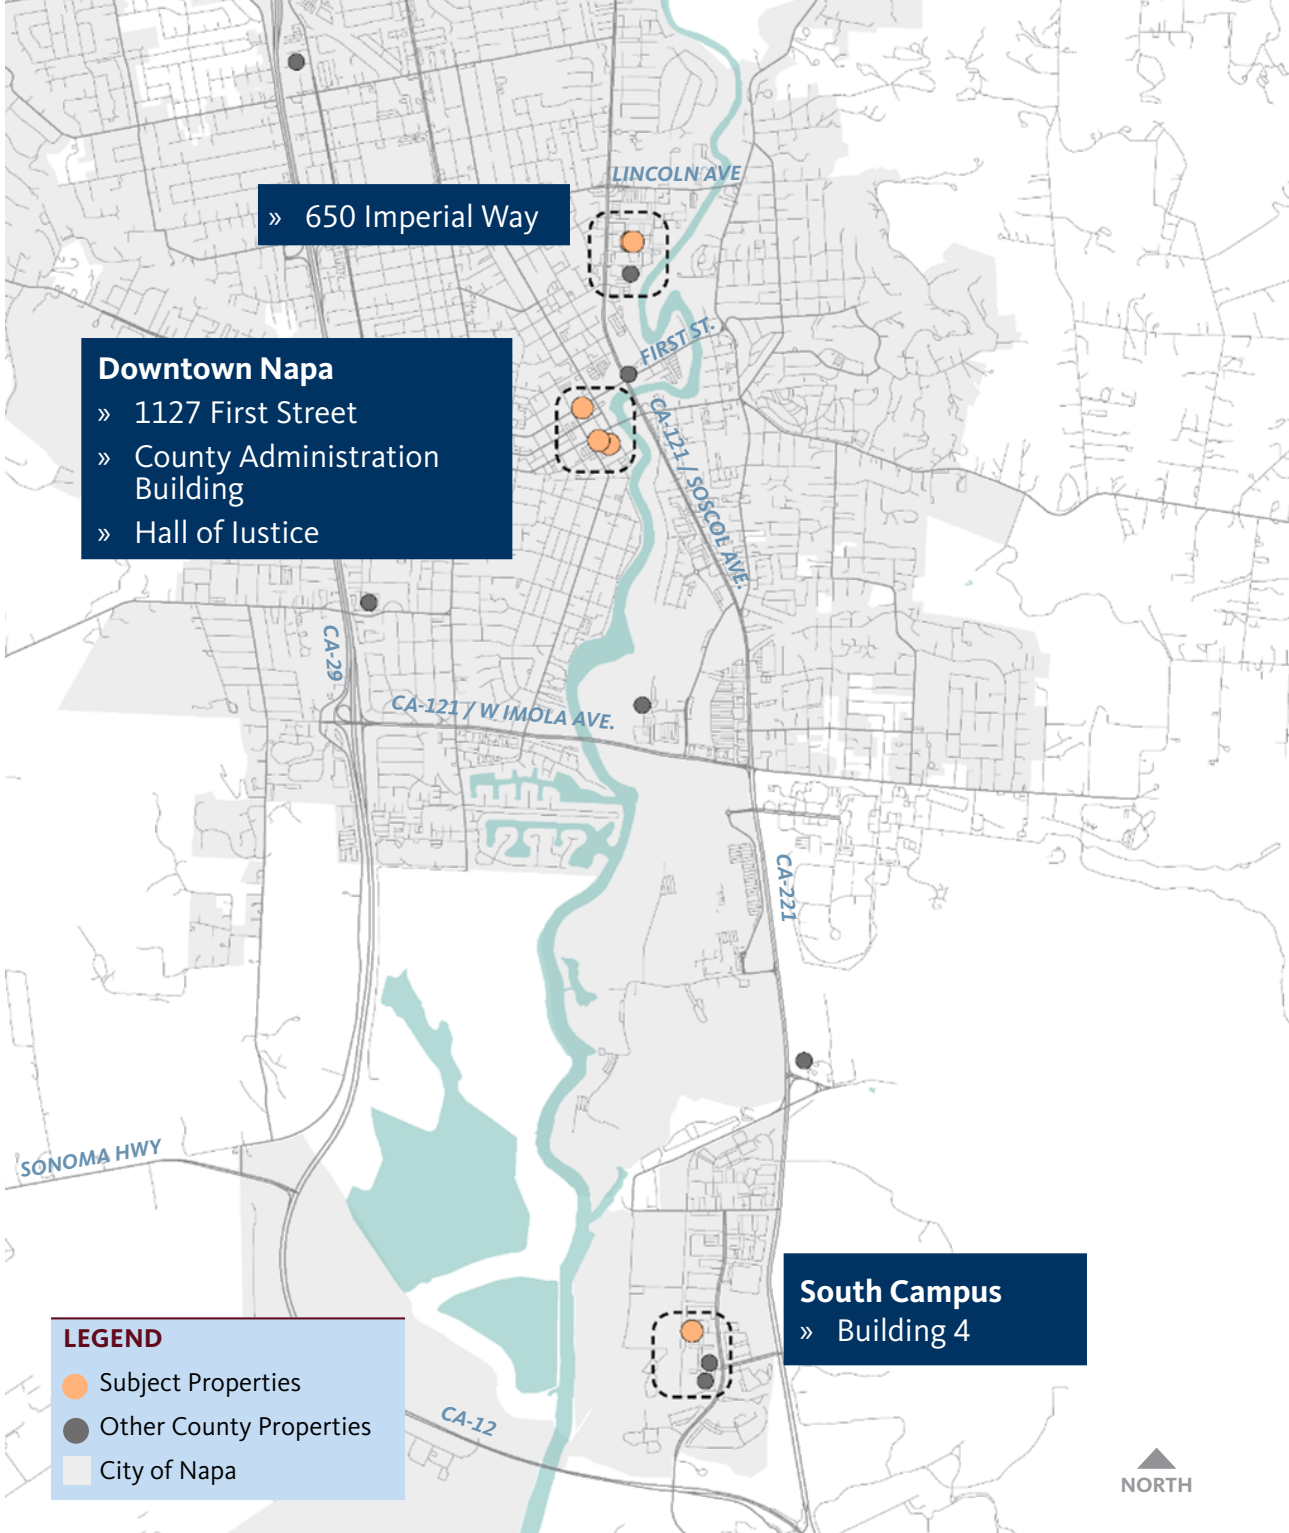 LINCOLN AVE
» 650 Imperial Way
FIRST ST.
Downtown Napa
» 1127 First Street
» County Administration
Building
» Hall of Iustice
CA-121 / SOSCOL AVE.
CA-29
CA-121 / W IMOLA AVE.
CA-221
SONOMA HWY
South Campus
» Building 4
LEGEND
Subject Properties
Other County Properties
City of Napa
CA-12
NORTH